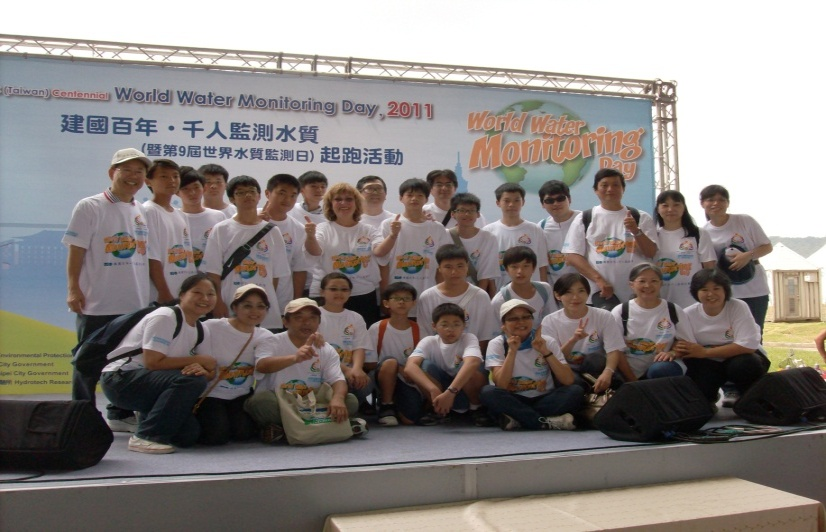 (Taiwan) Centennial World Water Monitoring Day, 2011
建國百年・千人監測水質
(暨第9屆世界水質監測日) 起跑活動
World Water
Monitoring
Day
Environmental Protection
City Government
Taipei City Government
Hydrotech Research